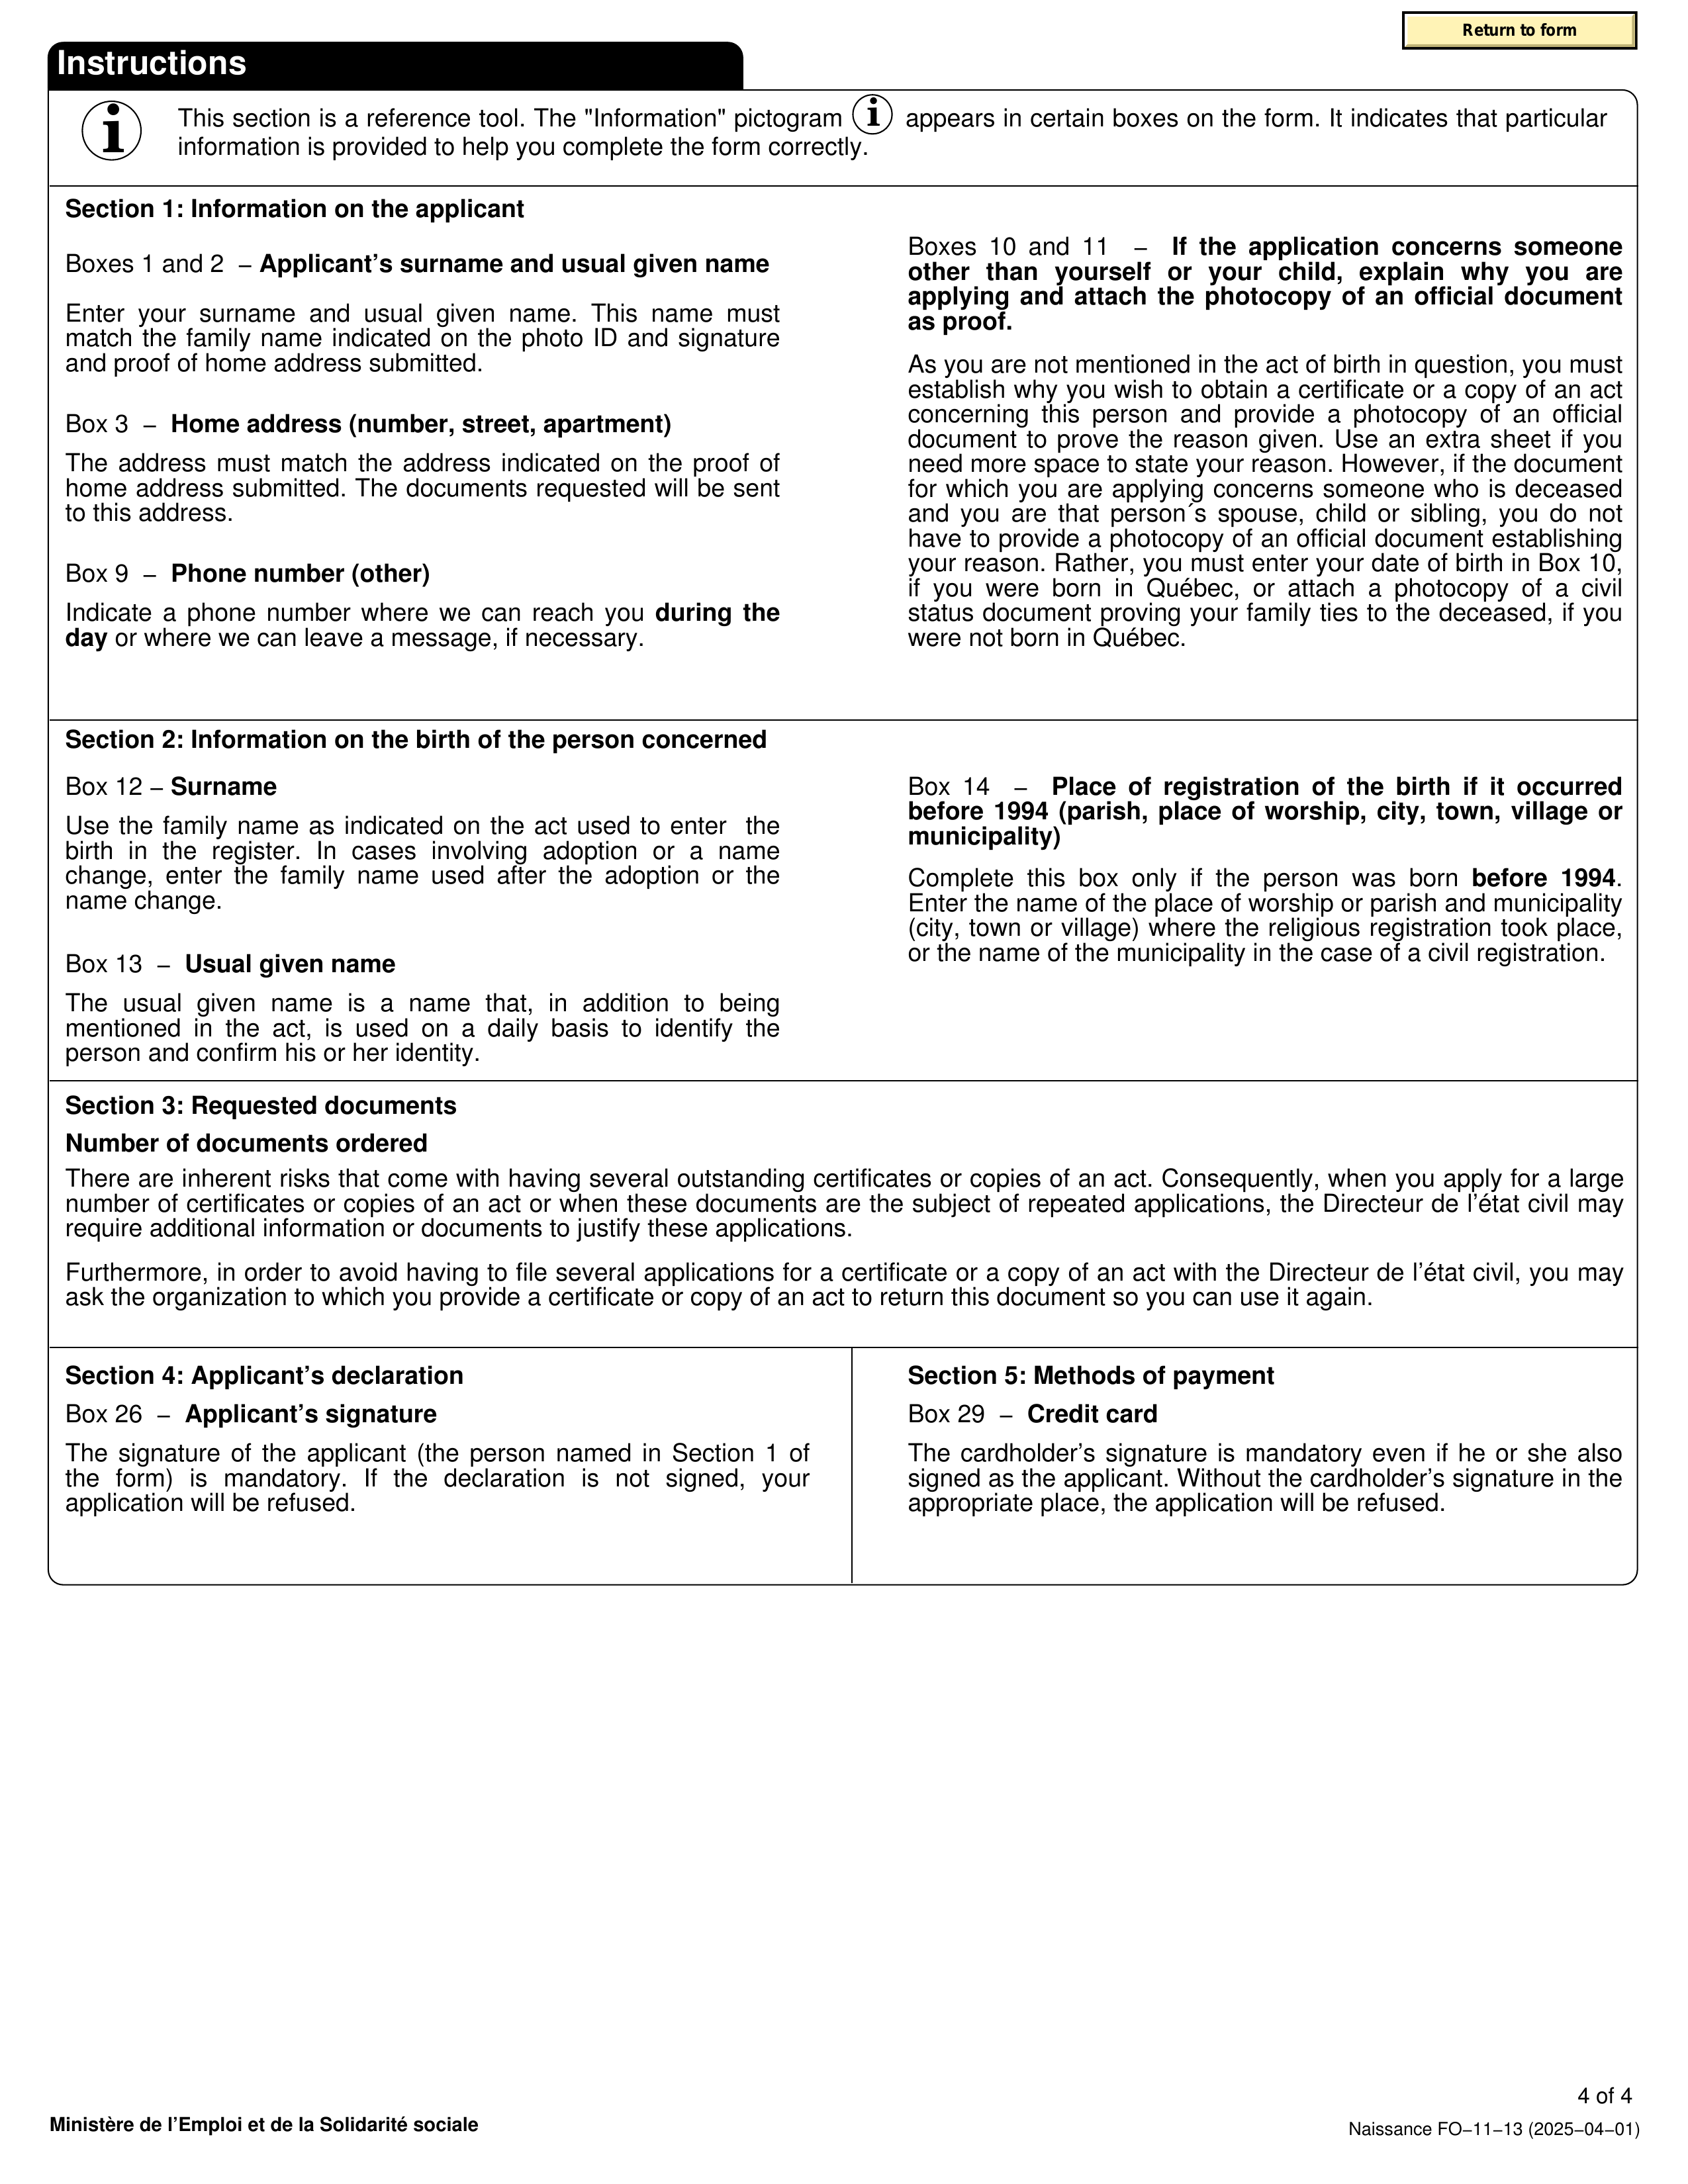 Return to form
Instructions
This section is a reference tool. The "Information" pictogram i appears in certain boxes on the form. It indicates that particular
information is provided to help you complete the form correctly.
Section 1: Information on the applicant
Boxes 1 and 2 – Applicant’s surname and usual given name
Enter your surname and usual given name. This name must
match the family name indicated on the photo ID and signature
and proof of home address submitted.
Box 3 – Home address (number, street, apartment)
The address must match the address indicated on the proof of
home address submitted. The documents requested will be sent
to this address.
Box 9 – Phone number (other)
Indicate a phone number where we can reach you during the
day or where we can leave a message, if necessary.
Boxes 10 and 11 – If the application concerns someone
other than yourself or your child, explain why you are
applying and attach the photocopy of an official document
as proof.
As you are not mentioned in the act of birth in question, you must
establish why you wish to obtain a certificate or a copy of an act
concerning this person and provide a photocopy of an official
document to prove the reason given. Use an extra sheet if you
need more space to state your reason. However, if the document
for which you are applying concerns someone who is deceased
and you are that person´s spouse, child or sibling, you do not
have to provide a photocopy of an official document establishing
your reason. Rather, you must enter your date of birth in Box 10,
if you were born in Québec, or attach a photocopy of a civil
status document proving your family ties to the deceased, if you
were not born in Québec.
Section 2: Information on the birth of the person concerned
Box 12 – Surname
Use the family name as indicated on the act used to enter the
birth in the register. In cases involving adoption or a name
change, enter the family name used after the adoption or the
name change.
Box 13 – Usual given name
The usual given name is a name that, in addition to being
mentioned in the act, is used on a daily basis to identify the
person and confirm his or her identity.
Box 14 – Place of registration of the birth if it occurred
before 1994 (parish, place of worship, city, town, village or
municipality)
Complete this box only if the person was born before 1994.
Enter the name of the place of worship or parish and municipality
(city, town or village) where the religious registration took place,
or the name of the municipality in the case of a civil registration.
Section 3: Requested documents
Number of documents ordered
There are inherent risks that come with having several outstanding certificates or copies of an act. Consequently, when you apply for a large
number of certificates or copies of an act or when these documents are the subject of repeated applications, the Directeur de l’état civil may
require additional information or documents to justify these applications.
Furthermore, in order to avoid having to file several applications for a certificate or a copy of an act with the Directeur de l’état civil, you may
ask the organization to which you provide a certificate or copy of an act to return this document so you can use it again.
Section 4: Applicant’s declaration
Box 26 – Applicant’s signature
The signature of the applicant (the person named in Section 1 of
the form) is mandatory. If the declaration is not signed, your
application will be refused.
Section 5: Methods of payment
Box 29 – Credit card
The cardholder’s signature is mandatory even if he or she also
signed as the applicant. Without the cardholder’s signature in the
appropriate place, the application will be refused.
4 of 4
Ministère de l’Emploi et de la Solidarité sociale
Naissance FO–11–13 (2025–04–01)